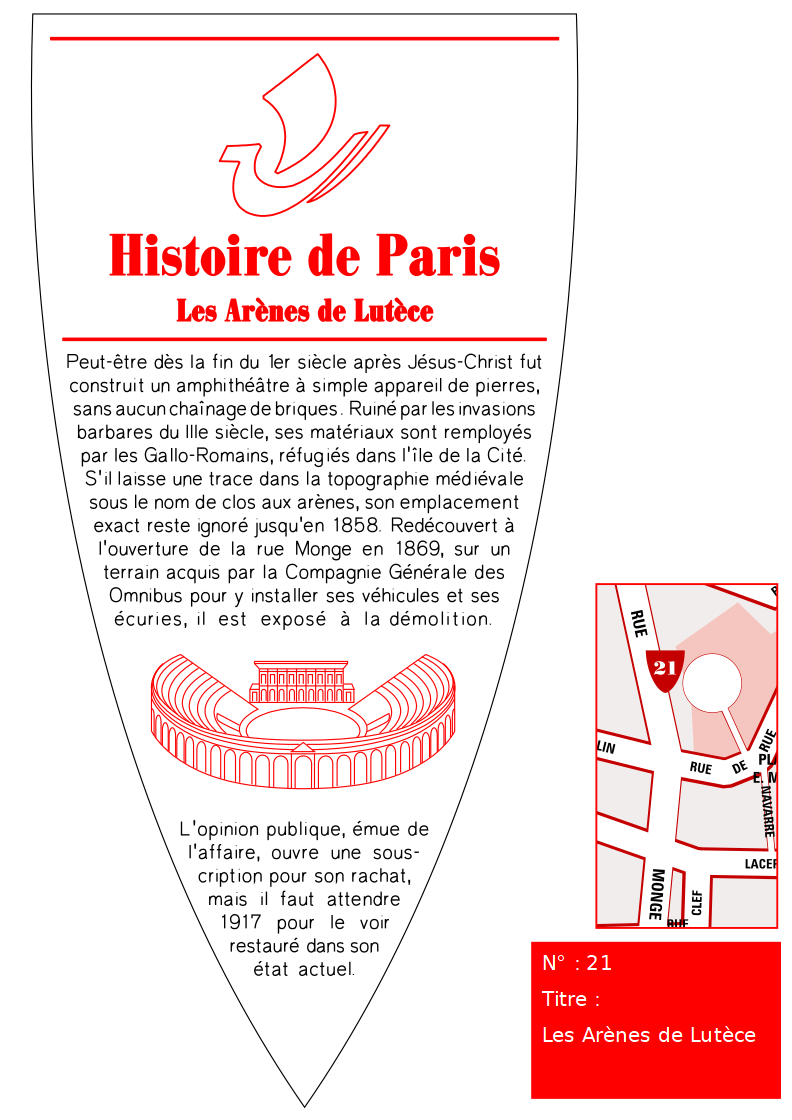 Histoire de Paris
Les Arènes de Lutèce
Peut-être dès la fin du 1er siècle après Jésus-Christ fut
construit un amphithéâtre à simple appareil de pierres,
sans aucun chaînage de briques. Ruiné par les invasions
barbares du IIIe siècle, ses matériaux sont remployés
par les Gallo-Romains, réfugiés dans l'île de la Cité.
S'il laisse une trace dans la topographie médiévale
sous le nom de clos aux arènes, son emplacement
exact reste ignoré jusqu'en 1858. Redécouvert à
l'ouverture de la rue Monge en 1869, sur un
terrain acquis par la Compagnie Générale des
Omnibus pour y installer ses véhicules et ses
écuries, il est exposé à la démolition.
L'opinion publique, émue de
l'affaire, ouvre une sous-
cription pour son rachat,
mais il faut attendre
1917 pour le voir
restauré dans son
état actuel.
RUE
21
LIN
RUE DE
RUE
PL
E. M
NAVARRE
LACEP
MONGE
CLEF
RUE
N° : 21
Titre :
Les Arènes de Lutèce